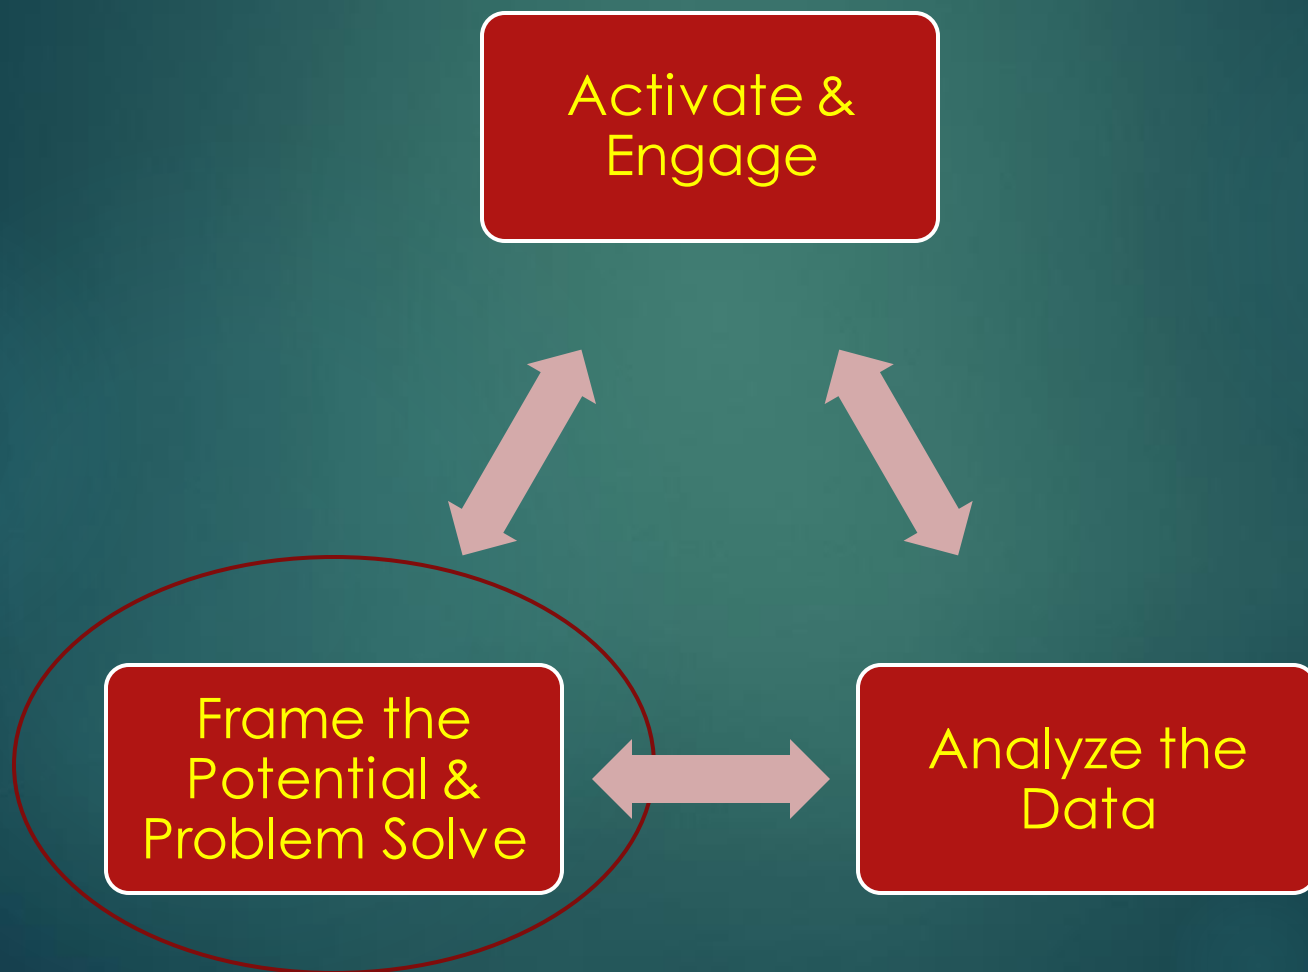 Activate &
Engage
Frame the
Potential &
Problem Solve
Analyze the
Data